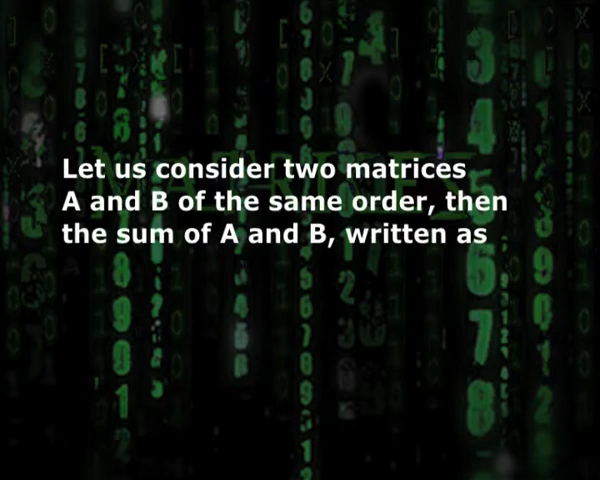 Let us consider two matrices
A and B of the same order, then
the sum of A and B, written as